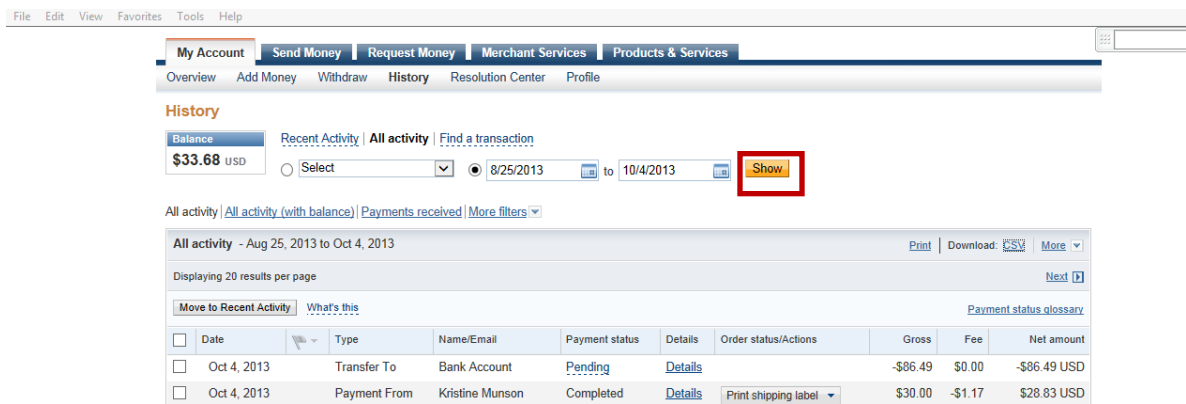 File Edit View Favorites Tools Help
My Account Send Money Request Money Merchant Services Products & Services
Overview Add Money Withdraw History Resolution Center Profile
History
Balance
$33.68 USD
Recent Activity | All activity | Find a transaction
Select 8/25/2013 to 10/4/2013 Show
All activity | All activity (with balance) | Payments received | More filters
All activity - Aug 25, 2013 to Oct 4, 2013 Print | Download: CSV | More
Displaying 20 results per page Next
Move to Recent Activity What's this Payment status glossary
Date Type Name/Email Payment status Details Order status/Actions Gross Fee Net amount
Oct 4, 2013 Transfer To Bank Account Pending Details -$86.49 $0.00 -$86.49 USD
Oct 4, 2013 Payment From Kristine Munson Completed Details Print shipping label $30.00 -$1.17 $28.83 USD